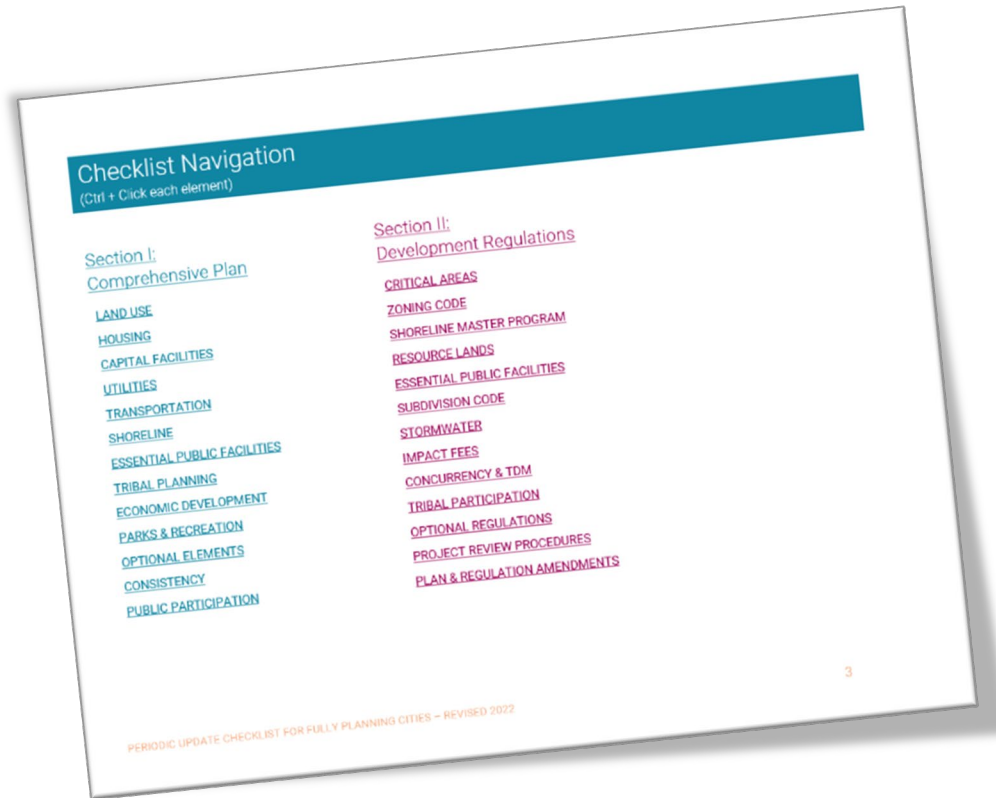 Checklist Navigation
(Ctrl + Click each element)
Section I:
Comprehensive Plan
LAND USE
HOUSING
CAPITAL FACILITIES
UTILITIES
TRANSPORTATION
SHORELINE
ESSENTIAL PUBLIC FACILITIES
TRIBAL PLANNING
ECONOMIC DEVELOPMENT
PARKS & RECREATION
OPTIONAL ELEMENTS
CONSISTENCY
PUBLIC PARTICIPATION
Section II:
Development Regulations
CRITICAL AREAS
ZONING CODE
SHORELINE MASTER PROGRAM
RESOURCE LANDS
ESSENTIAL PUBLIC FACILITIES
SUBDIVISION CODE
STORMWATER
IMPACT FEES
CONCURRENCY & TDM
TRIBAL PARTICIPATION
OPTIONAL REGULATIONS
PROJECT REVIEW PROCEDURES
PLAN & REGULATION AMENDMENTS
PERIODIC UPDATE CHECKLIST FOR FULLY PLANNING CITIES – REVISED 2022
3